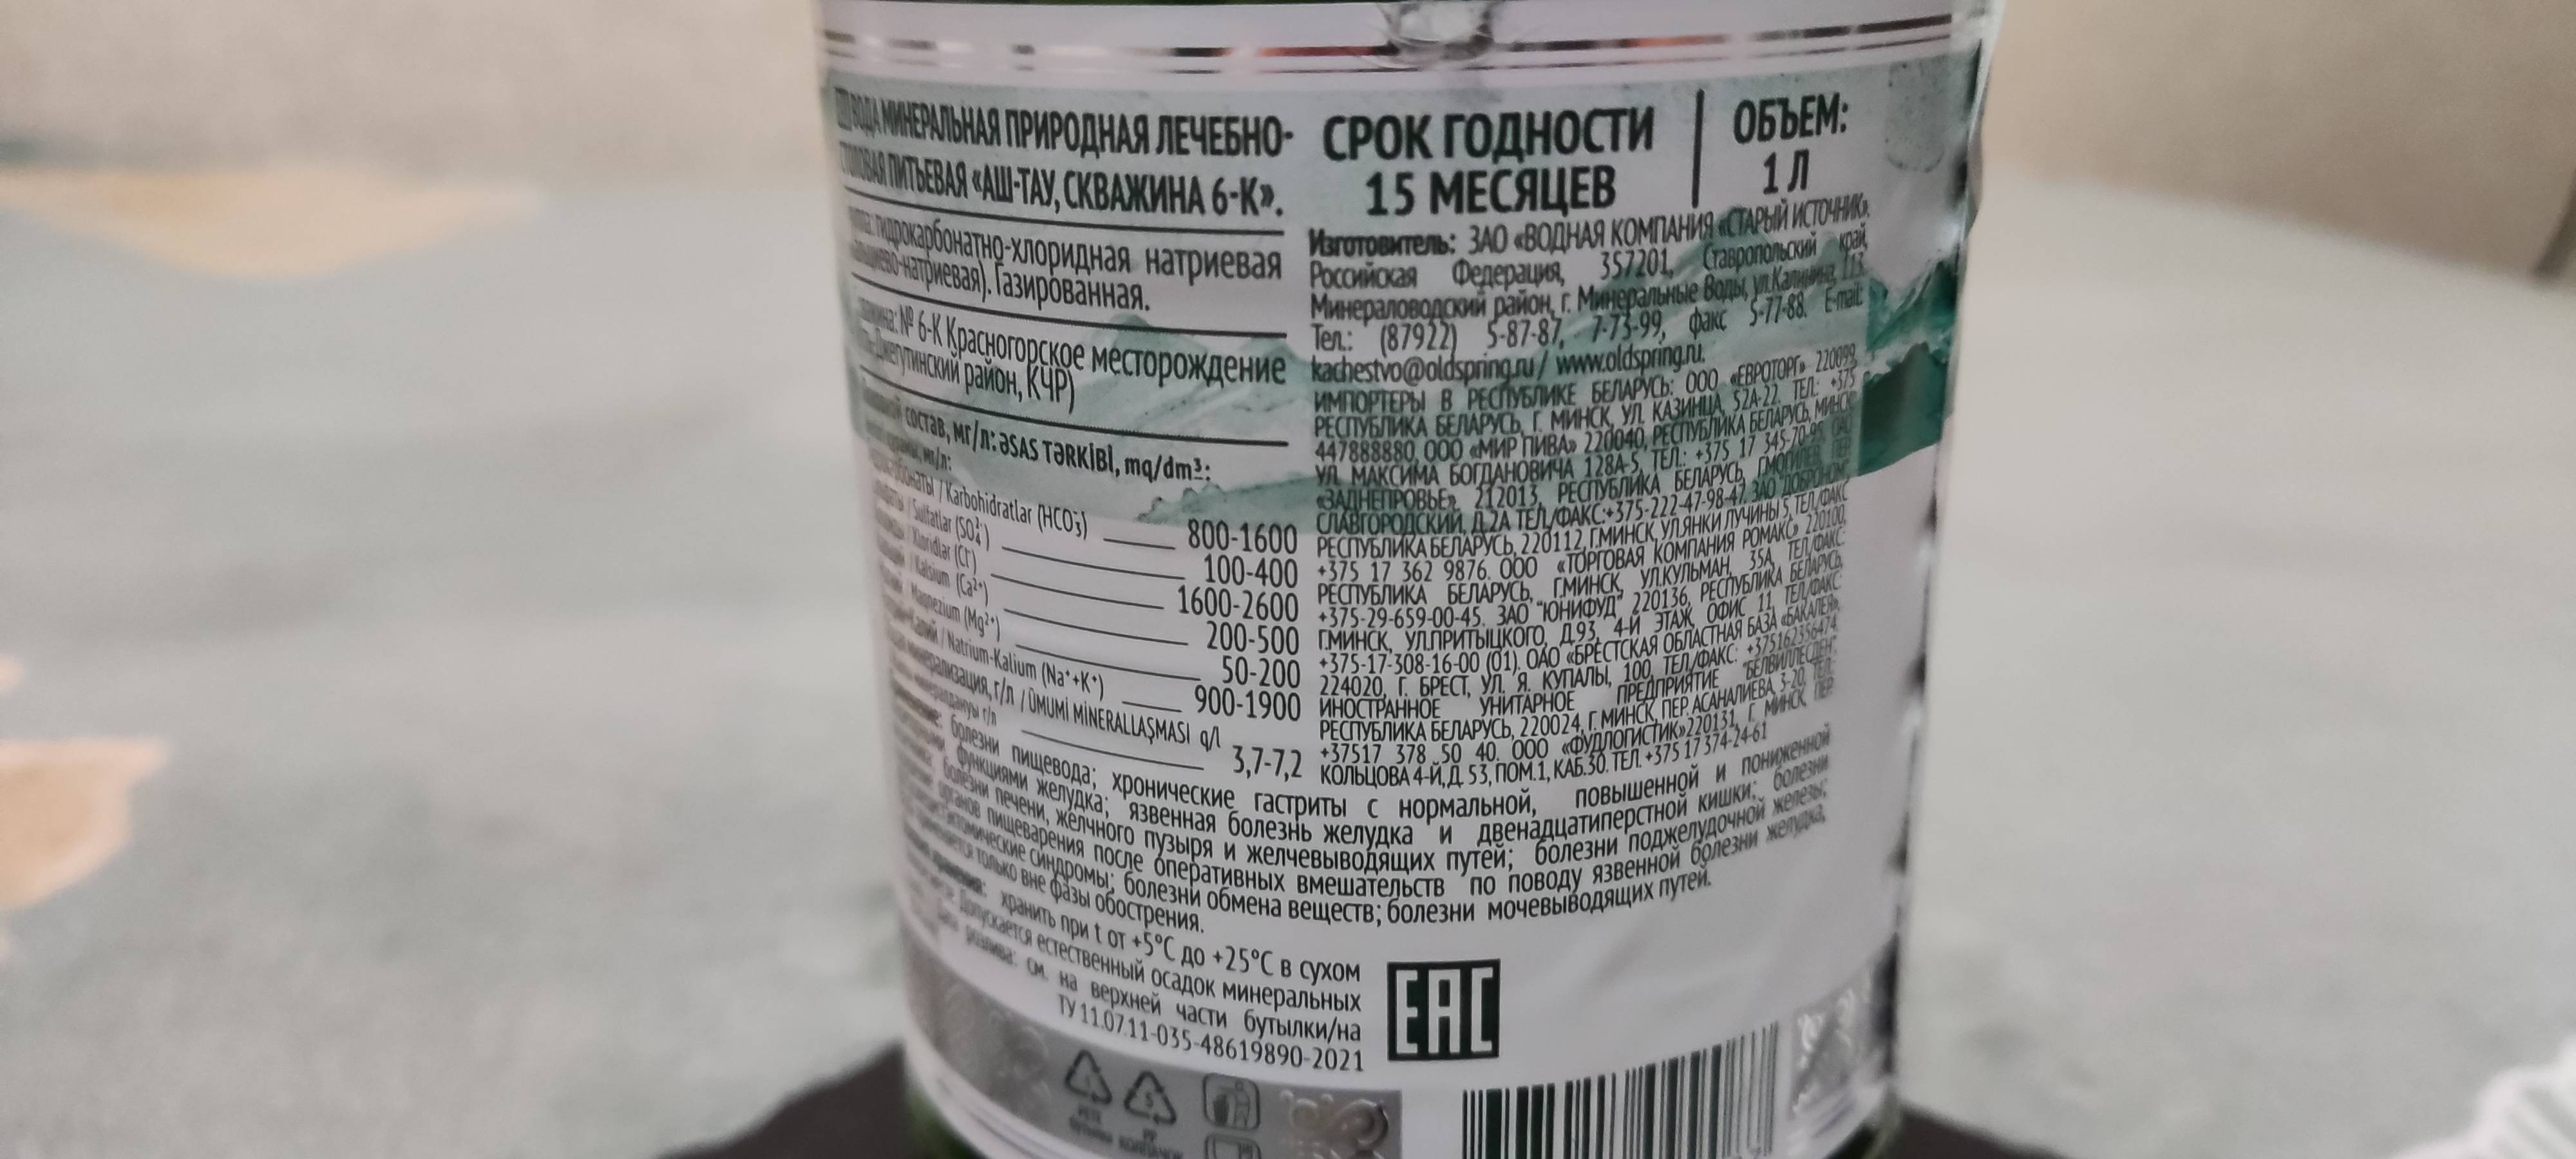 ВОДА МИНЕРАЛЬНАЯ ПРИРОДНАЯ ЛЕЧЕБНО-
ПИТЬЕВАЯ «АШ-ТАУ, СКВАЖИНА 6-К».
гидрокарбонатно-хлоридная натриевая
Газированная.
№ 6-К Красногорское месторождение
район, КЧР)
состав, мг/л: ƏSAS TƏRKİBİ, mq/dm³:
мг/л:
/ Karbohidratlar (HCO₃⁻) 800-1600
/ Sulfatlar (SO₄²⁻) 100-400
/ Xloridlar (Cl⁻) 1600-2600
/ Kalsium (Ca²⁺) 200-500
/ Magnezium (Mg²⁺) 50-200
/ Natrium-Kalium (Na⁺+K⁺) 900-1900
минерализация, г/л / ÜMUMİ MİNERALLAŞMASI q/l
г/л 3,7-7,2
СРОК ГОДНОСТИ
15 МЕСЯЦЕВ
ОБЪЕМ:
1 Л
Изготовитель: ЗАО «ВОДНАЯ КОМПАНИЯ «СТАРЫЙ ИСТОЧНИК»,
Российская Федерация, 357201, Ставропольский край,
Минераловодский район, г. Минеральные Воды, ул.Калинина, 113.
Тел.: (87922) 5-87-87, 7-73-99, факс 5-77-88. E-mail:
kachestvo@oldspring.ru / www.oldspring.ru.
ИМПОРТЕРЫ В РЕСПУБЛИКЕ БЕЛАРУСЬ: ООО «ЕВРОТОРГ» 220099,
РЕСПУБЛИКА БЕЛАРУСЬ, Г. МИНСК, УЛ. КАЗИНЦА, 52А-22. ТЕЛ: +375
447888880, ООО «МИР ПИВА» 220040, РЕСПУБЛИКА БЕЛАРУСЬ, МИНСК,
УЛ. МАКСИМА БОГДАНОВИЧА 128А-5, ТЕЛ.: +375 17 345-70-95, ОАО
«ЗАДНЕПРОВЬЕ», 212013, РЕСПУБЛИКА БЕЛАРУСЬ, Г.МОГИЛЕВ, ПЕР.
СЛАВГОРОДСКИЙ, Д.2А ТЕЛ/ФАКС:+375-222-47-98-47. ЗАО "ДОБРОНОМ"
РЕСПУБЛИКА БЕЛАРУСЬ, 220112, Г.МИНСК, УЛ.ЯНКИ ЛУЧИНЫ 5, ТЕЛ/ФАКС
+375 17 362 9876. ООО «ТОРГОВАЯ КОМПАНИЯ РОМАКС» 220100,
РЕСПУБЛИКА БЕЛАРУСЬ, Г.МИНСК, УЛ.КУЛЬМАН, 35А, ТЕЛ/ФАКС:
+375-29-659-00-45. ЗАО "ЮНИФУД" 220136, РЕСПУБЛИКА БЕЛАРУСЬ,
Г.МИНСК, УЛ.ПРИТЫЦКОГО, Д.93, 4-Й ЭТАЖ, ОФИС 11, ТЕЛ/ФАКС:
+375-17-308-16-00 (01). ОАО «БРЕСТСКАЯ ОБЛАСТНАЯ БАЗА «БАКАЛЕЯ»,
224020, Г. БРЕСТ, УЛ. Я. КУПАЛЫ, 100, ТЕЛ/ФАКС: +375162356474
ИНОСТРАННОЕ УНИТАРНОЕ ПРЕДПРИЯТИЕ "БЕЛВИЛЛЕСДЕН",
РЕСПУБЛИКА БЕЛАРУСЬ, 220024, Г. МИНСК, ПЕР. АСАНАЛИЕВА, 3-20, ТЕЛ.:
+37517 378 50 40. ООО «ФУДЛОГИСТИК»220131, Г. МИНСК, ПЕР.
КОЛЬЦОВА 4-Й, Д. 53, ПОМ.1, КАБ.30. ТЕЛ. +375 17 374-24-61
болезни пищевода; хронические гастриты с нормальной, повышенной и пониженной
функциями желудка; язвенная болезнь желудка и двенадцатиперстной кишки; болезни
болезни печени, желчного пузыря и желчевыводящих путей; болезни поджелудочной железы;
органов пищеварения после оперативных вмешательств по поводу язвенной болезни желудка,
синдромы; болезни обмена веществ; болезни мочевыводящих путей.
только вне фазы обострения.
хранить при t от +5°С до +25°С в сухом
Допускается естественный осадок минеральных
розлива: см. на верхней части бутылки/на
ТУ 11.07.11-035-48619890-2021
EAC